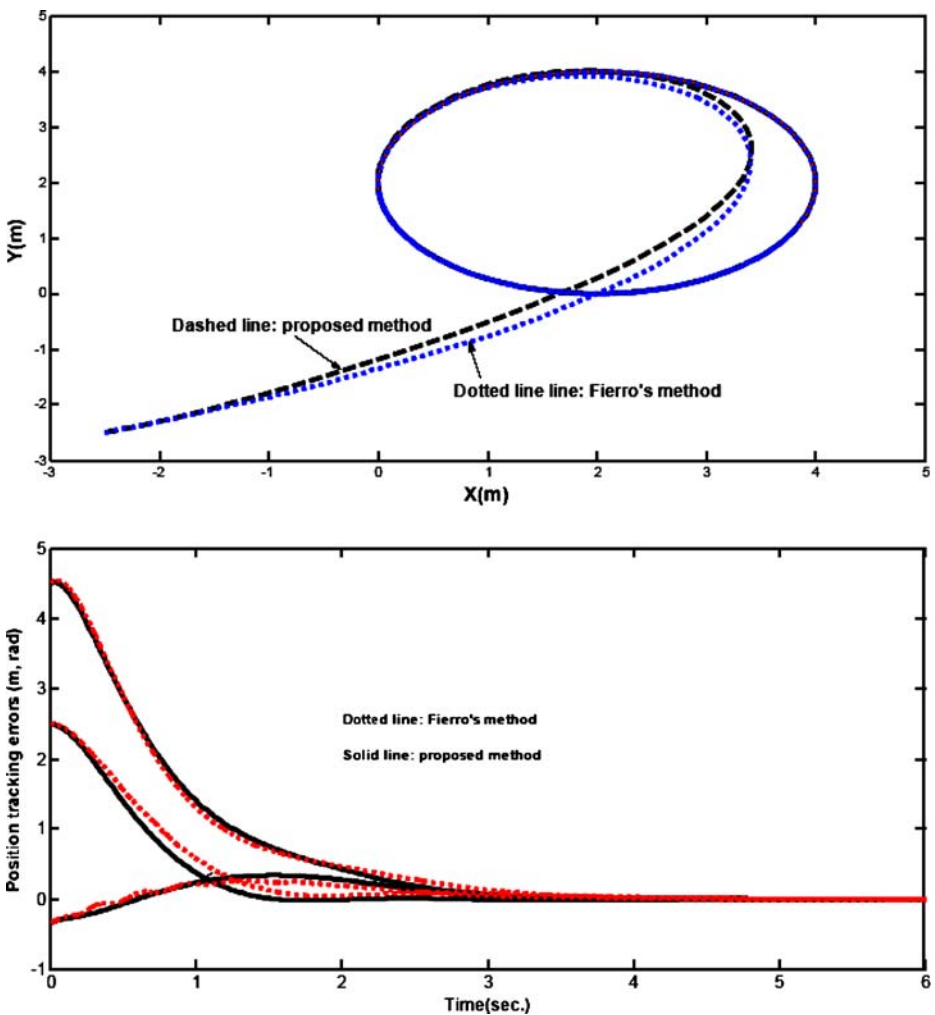 5
4
3
2
Y(m)
1
0
Dashed line: proposed method
-1
Dotted line line: Fierro's method
-2
-3
-3 -2 -1 0 1 2 3 4 5
X(m)
5
4
3
Position tracking errors (m, rad)
Dotted line: Fierro's method
2
Solid line: proposed method
1
0
-1
0 1 2 3 4 5 6
Time(sec.)